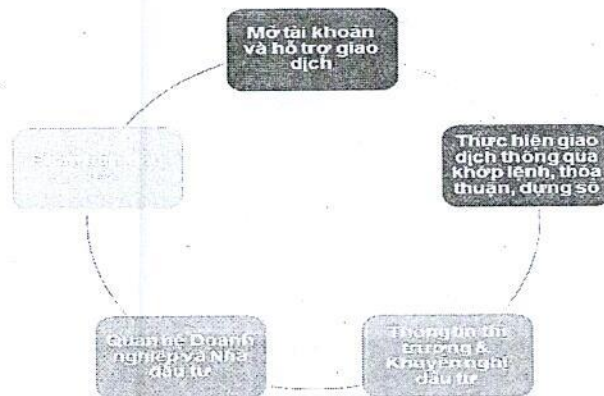 Mở tài khoản
và hỗ trợ giao
dịch
Thực hiện giao
dịch thông qua
khớp lệnh, thỏa
thuận, dựng sổ
Thông tin thị
trường &
Khuyến nghị
đầu tư
Quan hệ Doanh
nghiệp và Nhà
đầu tư